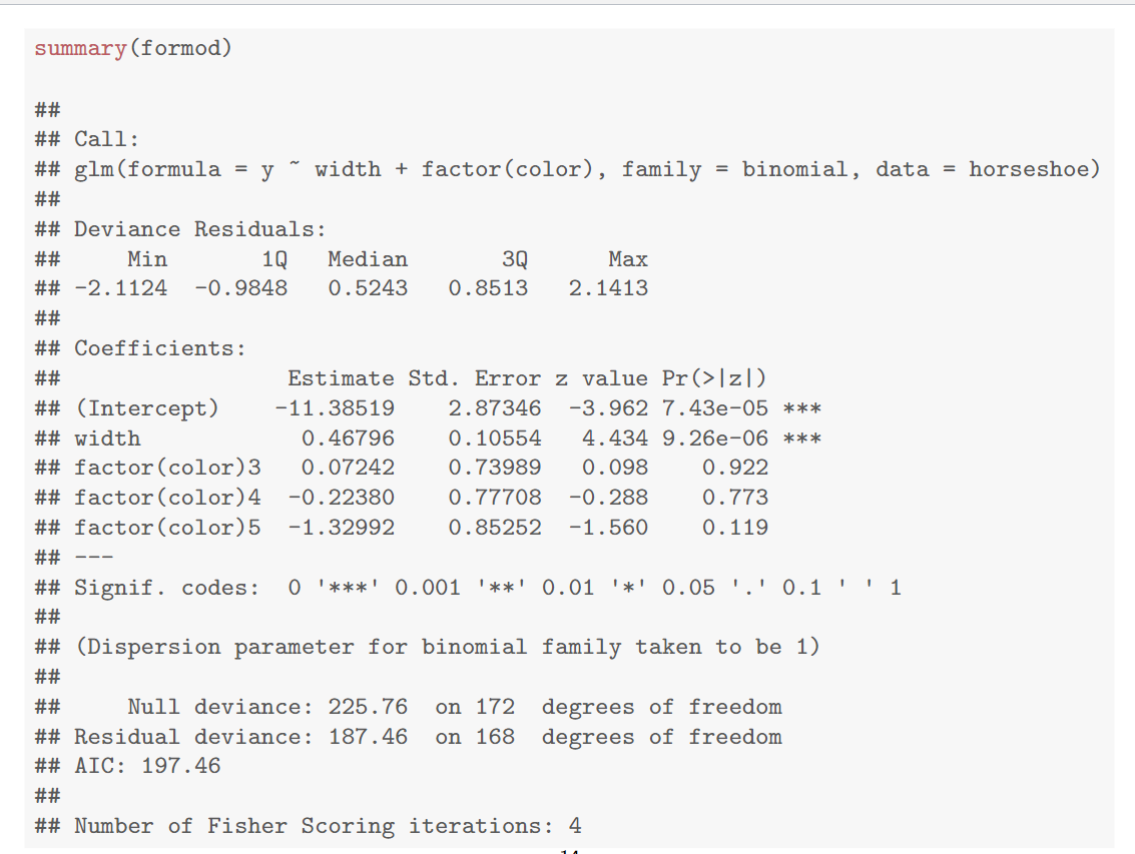 summary(formod)
##
## Call:
## glm(formula = y ~ width + factor(color), family = binomial, data = horseshoe)
##
## Deviance Residuals:
##     Min       1Q   Median       3Q      Max
## -2.1124  -0.9848   0.5243   0.8513   2.1413
##
## Coefficients:
##                 Estimate Std. Error z value Pr(>|z|)
## (Intercept)    -11.38519    2.87346  -3.962 7.43e-05 ***
## width            0.46796    0.10554   4.434 9.26e-06 ***
## factor(color)3   0.07242    0.73989   0.098    0.922
## factor(color)4  -0.22380    0.77708  -0.288    0.773
## factor(color)5  -1.32992    0.85252  -1.560    0.119
## ---
## Signif. codes:  0 '***' 0.001 '**' 0.01 '*' 0.05 '.' 0.1 ' ' 1
##
## (Dispersion parameter for binomial family taken to be 1)
##
##     Null deviance: 225.76  on 172  degrees of freedom
## Residual deviance: 187.46  on 168  degrees of freedom
## AIC: 197.46
##
## Number of Fisher Scoring iterations: 4